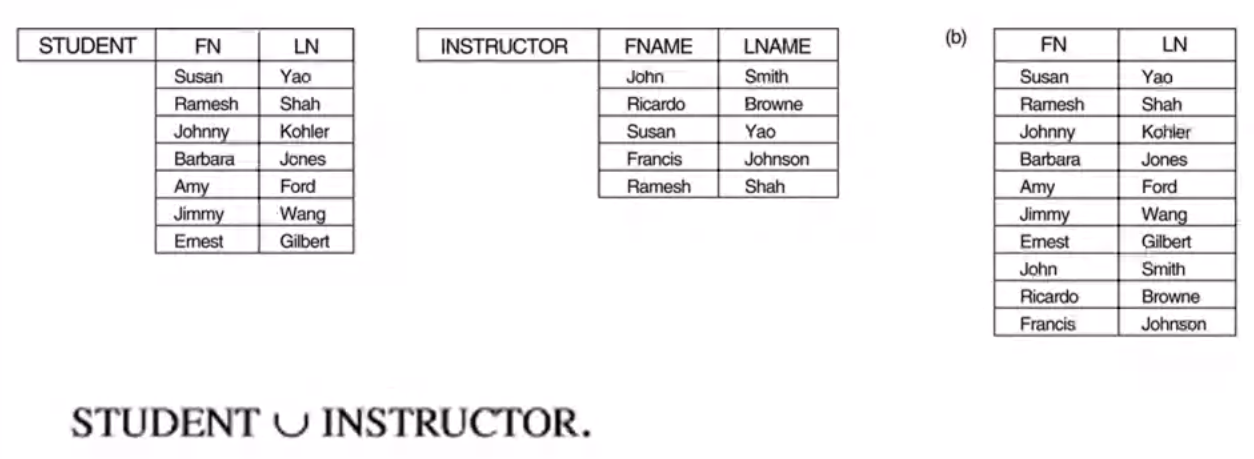 STUDENT FN LN
Susan Yao
Ramesh Shah
Johnny Kohler
Barbara Jones
Amy Ford
Jimmy Wang
Ernest Gilbert
INSTRUCTOR FNAME LNAME
John Smith
Ricardo Browne
Susan Yao
Francis Johnson
Ramesh Shah
(b)
FN LN
Susan Yao
Ramesh Shah
Johnny Kohler
Barbara Jones
Amy Ford
Jimmy Wang
Ernest Gilbert
John Smith
Ricardo Browne
Francis Johnson
STUDENT ∪ INSTRUCTOR.